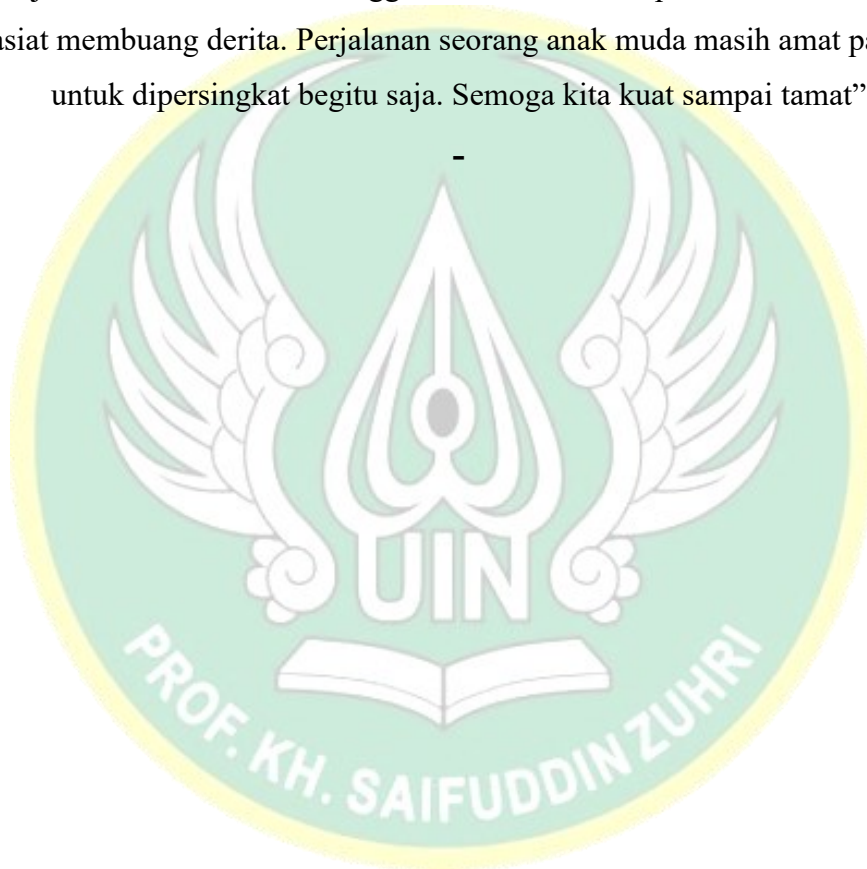 asiat membuang derita. Perjalanan seorang anak muda masih amat pa
untuk dipersingkat begitu saja. Semoga kita kuat sampai tamat”
-
UIN
PROF. KH. SAIFUDDIN ZUHRI